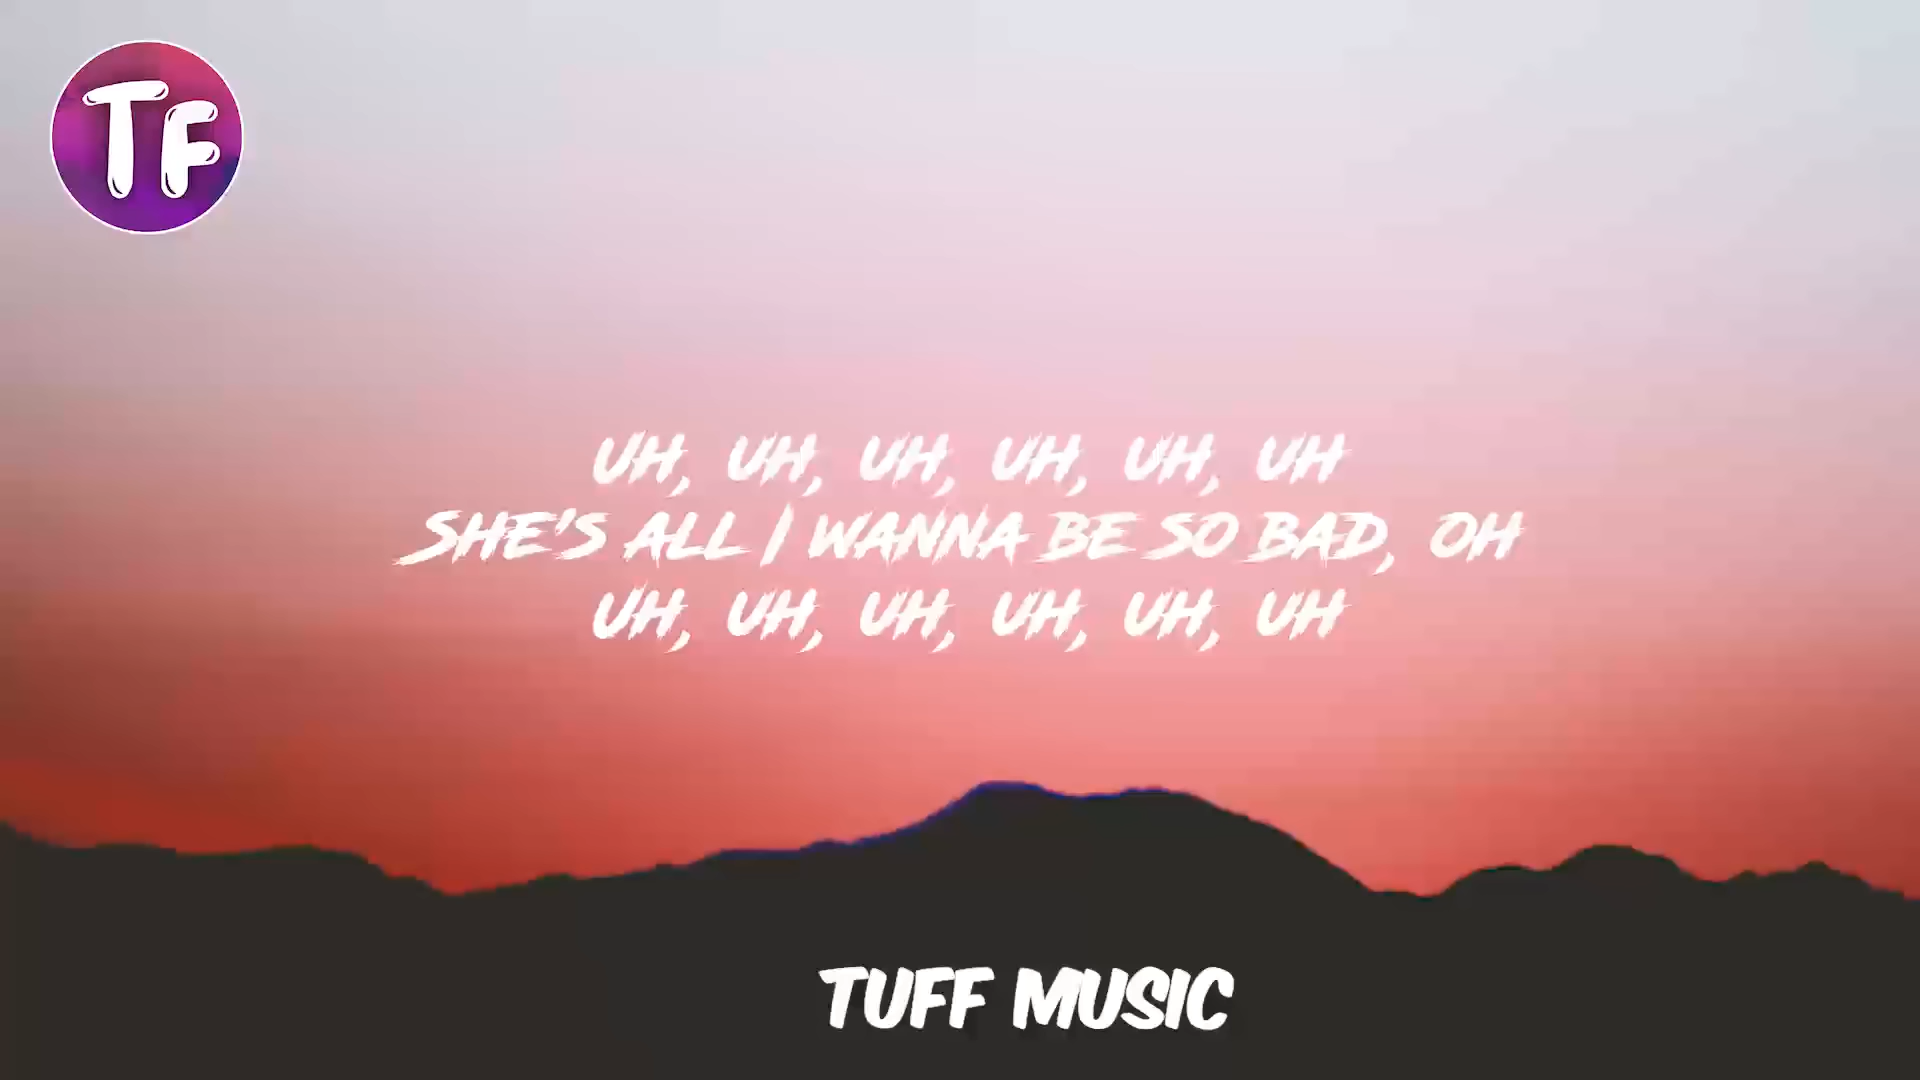 TF
UH, UH, UH, UH, UH, UH
SHE'S ALL I WANNA BE SO BAD, OH
UH, UH, UH, UH, UH, UH
TUFF MUSIC